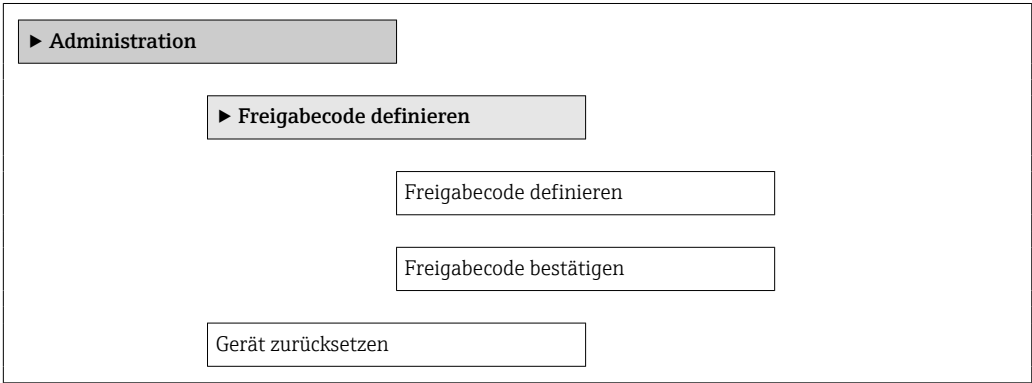 ▶ Administration
▶ Freigabecode definieren
Freigabecode definieren
Freigabecode bestätigen
Gerät zurücksetzen